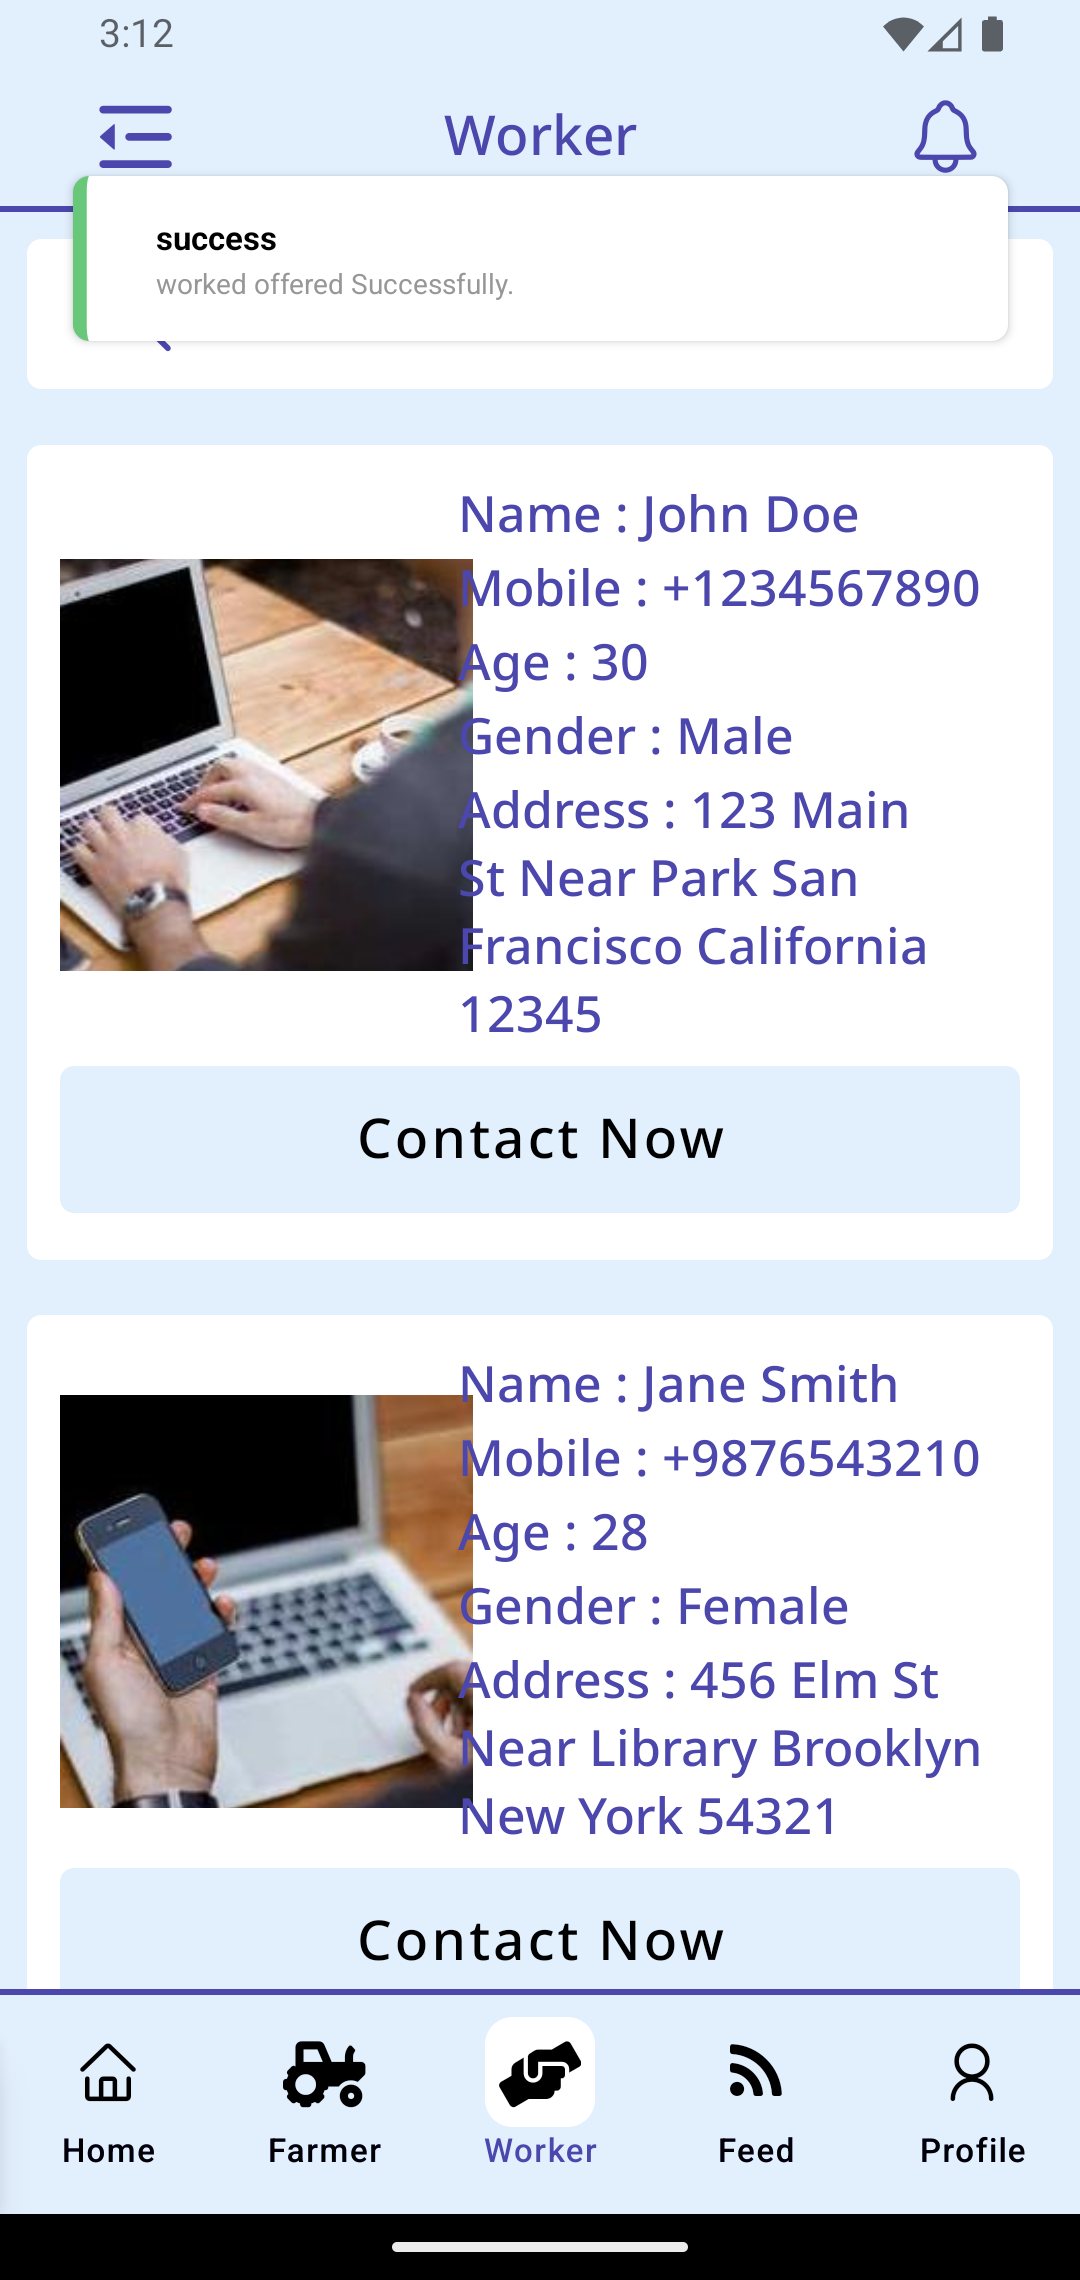 3:12
Worker
success
worked offered Successfully.
Name : John Doe
Mobile : +1234567890
Age : 30
Gender : Male
Address : 123 Main
St Near Park San
Francisco California
12345
Contact Now
Name : Jane Smith
Mobile : +9876543210
Age : 28
Gender : Female
Address : 456 Elm St
Near Library Brooklyn
New York 54321
Contact Now
Home Farmer Worker Feed Profile